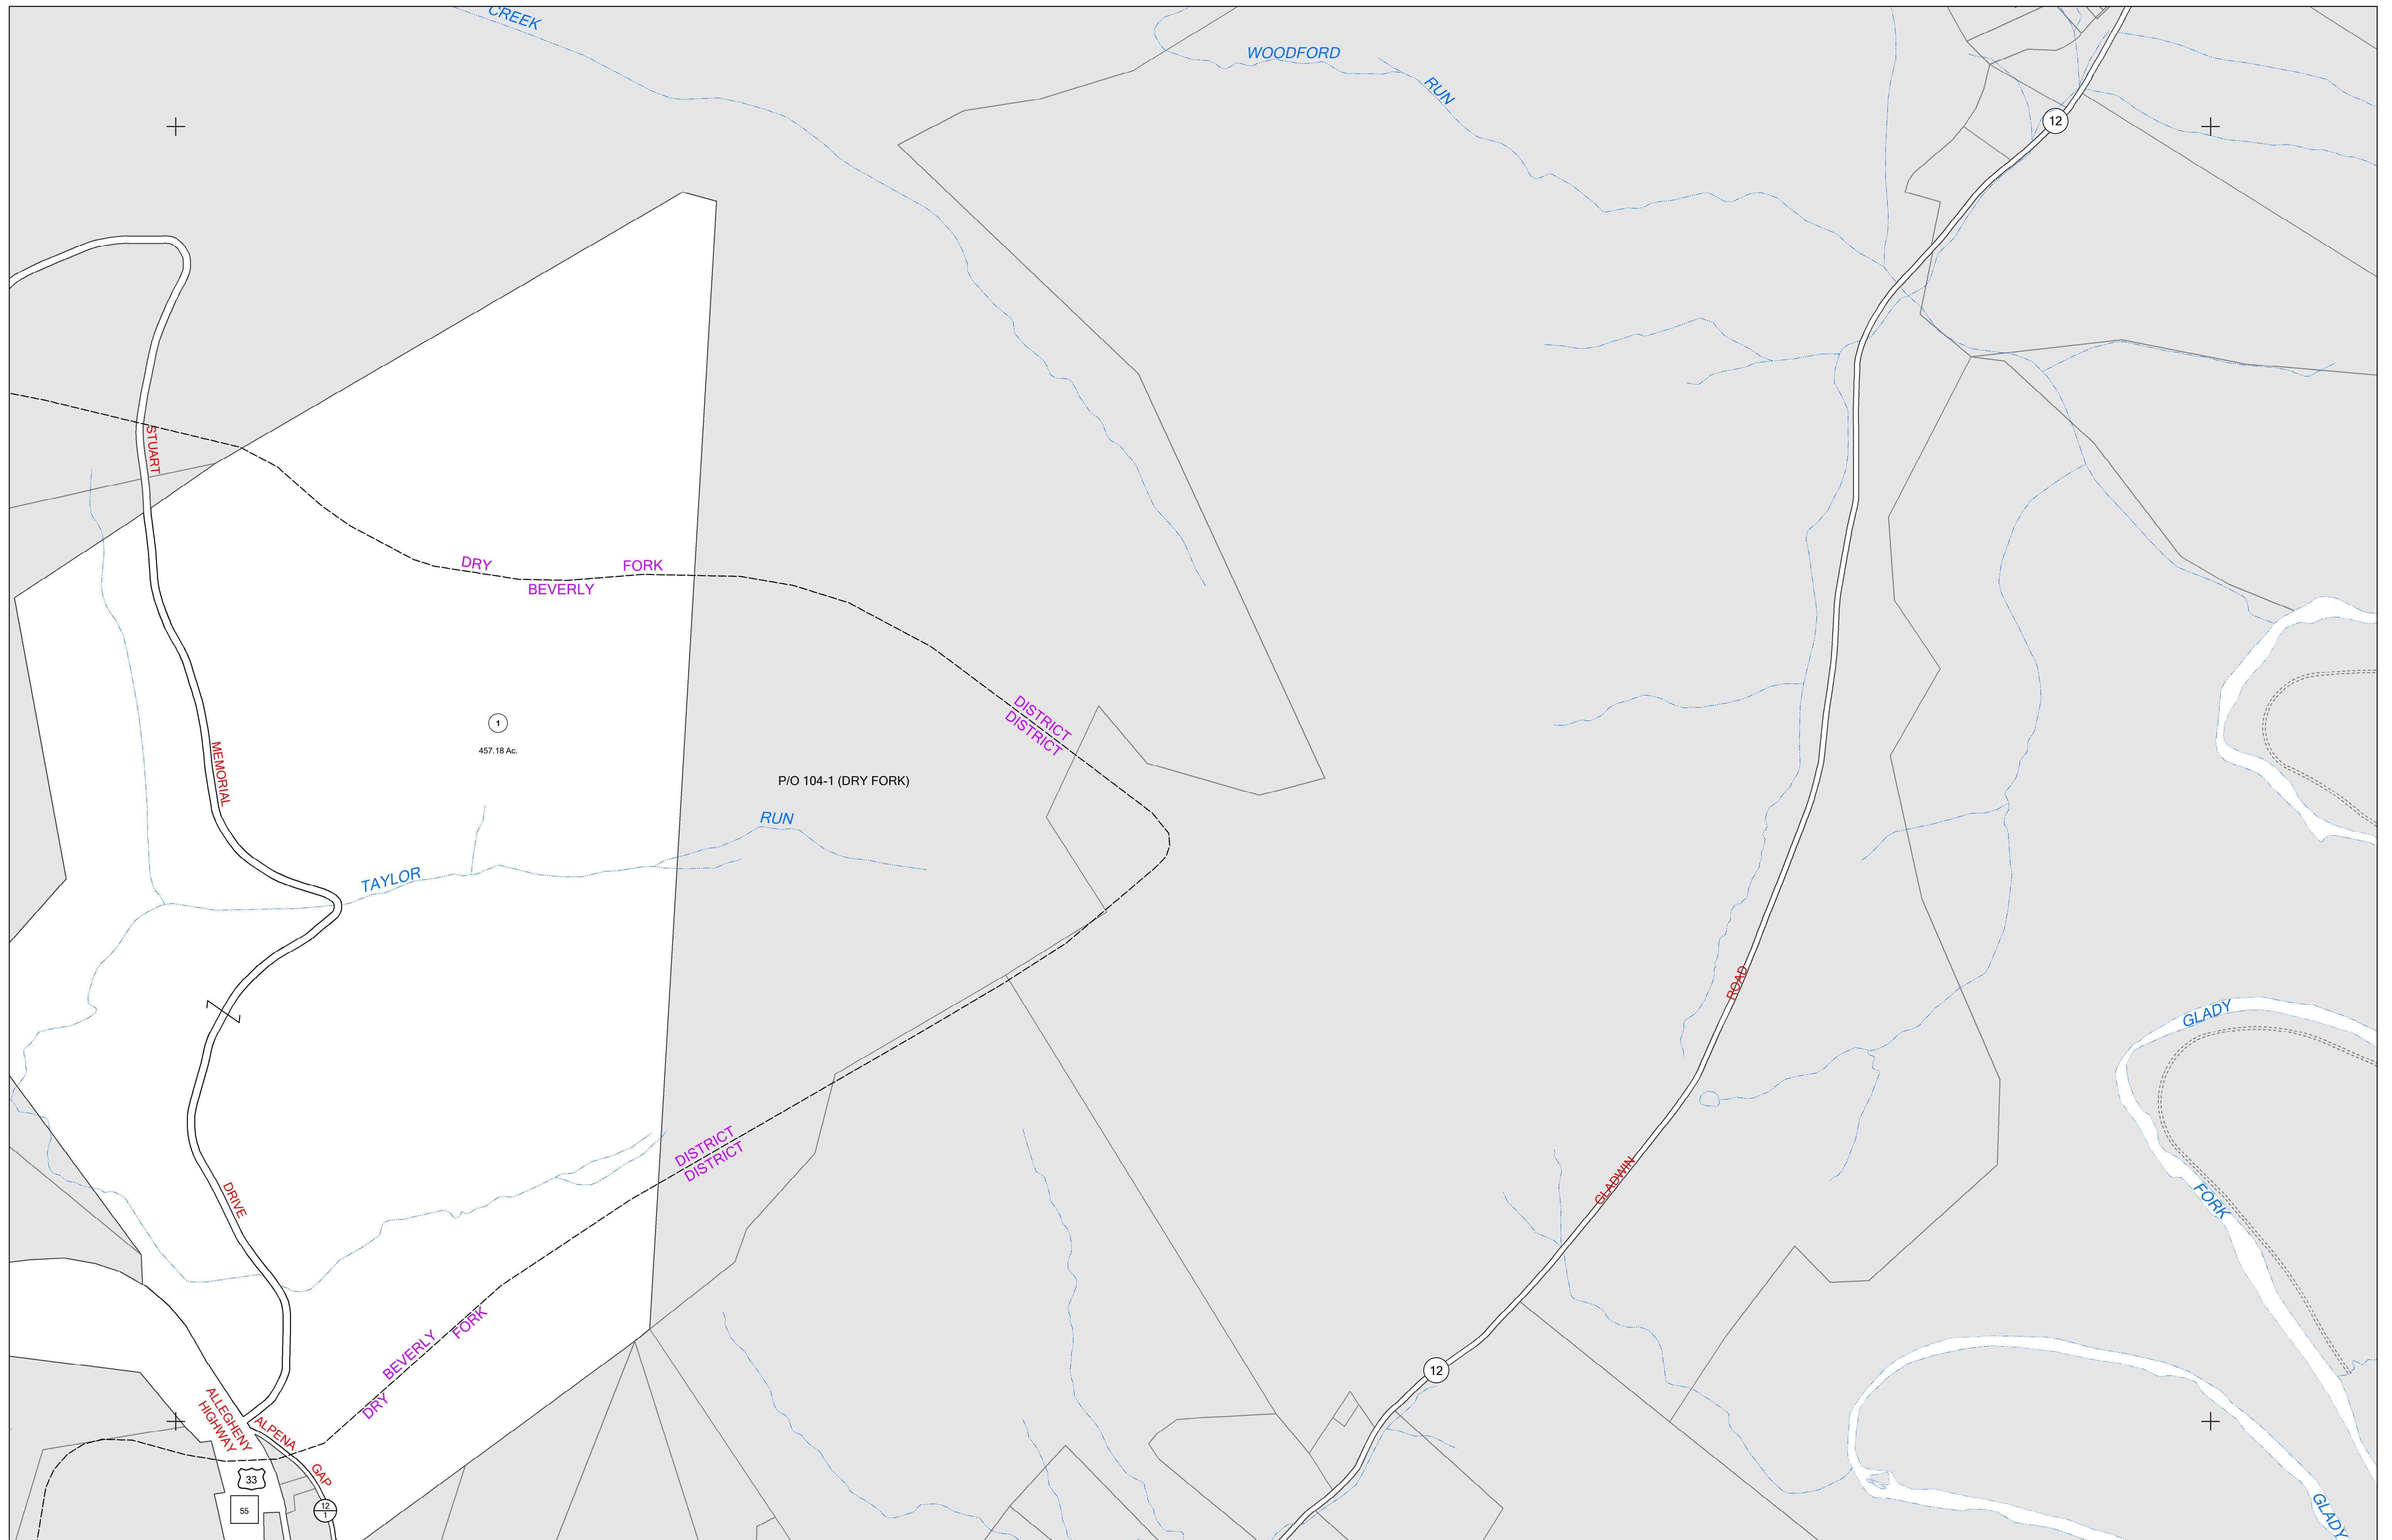 CREEK
WOODFORD
RUN
12
STUART
DRY FORK
BEVERLY
DISTRICT
DISTRICT
1
457.18 Ac.
MEMORIAL
P/O 104-1 (DRY FORK)
RUN
TAYLOR
ROAD
GLADY
DISTRICT
DISTRICT
GLADWIN
DRIVE
FORK
BEVERLY
DRY FORK
12
ALLEGHENY
HIGHWAY
ALPENA
GAP
33
55
12
1
GLADY